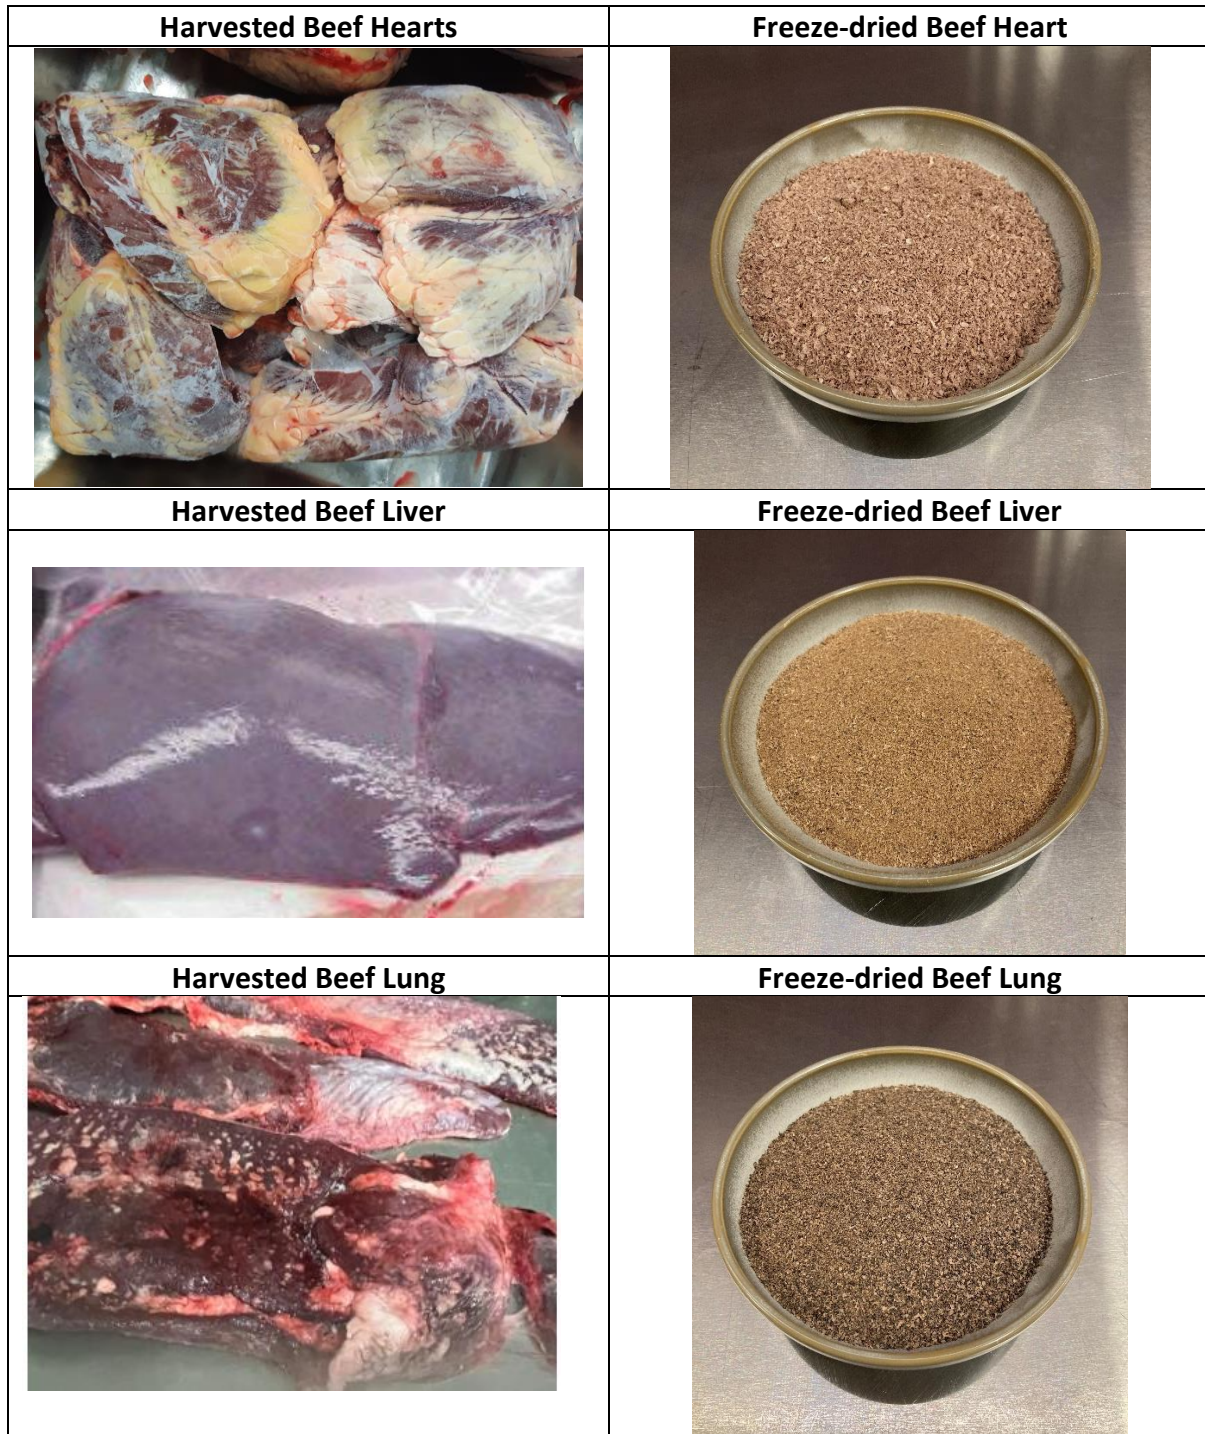 Harvested Beef Hearts
Freeze-dried Beef Heart
Harvested Beef Liver
Freeze-dried Beef Liver
Harvested Beef Lung
Freeze-dried Beef Lung